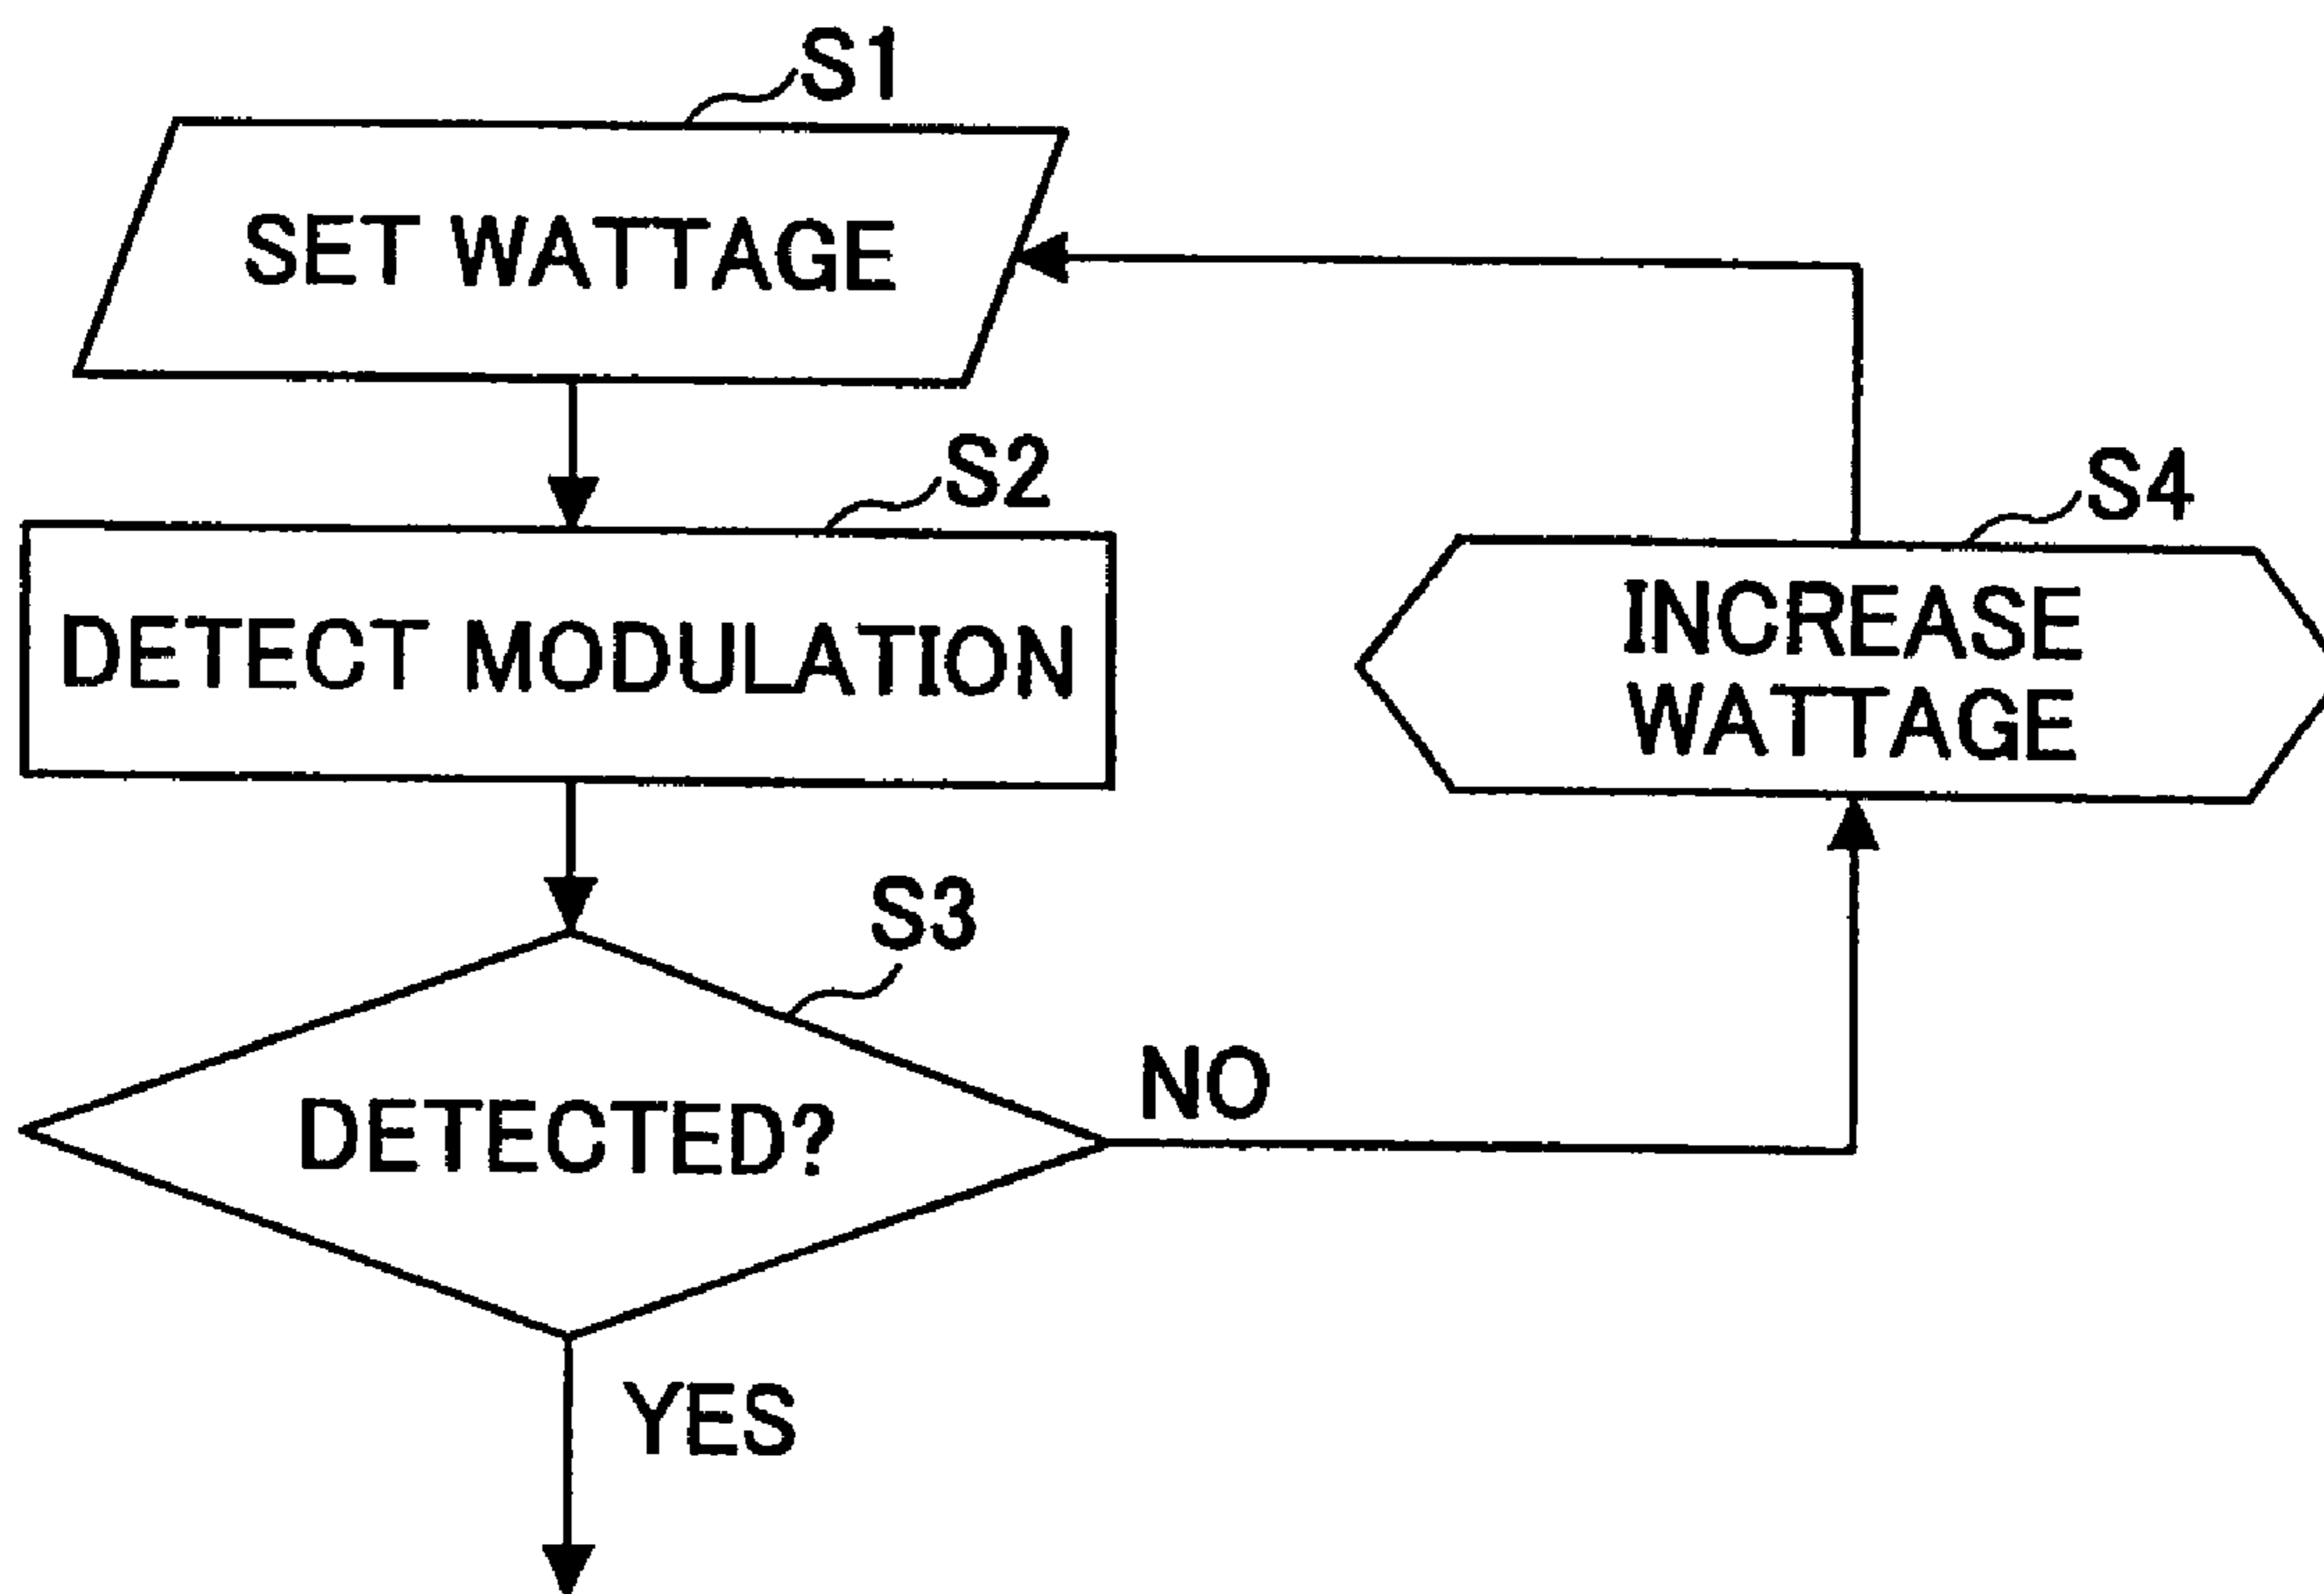 S1
SET WATTAGE
S2
DETECT MODULATION
S4
INCREASE
WATTAGE
S3
DETECTED?
NO
YES